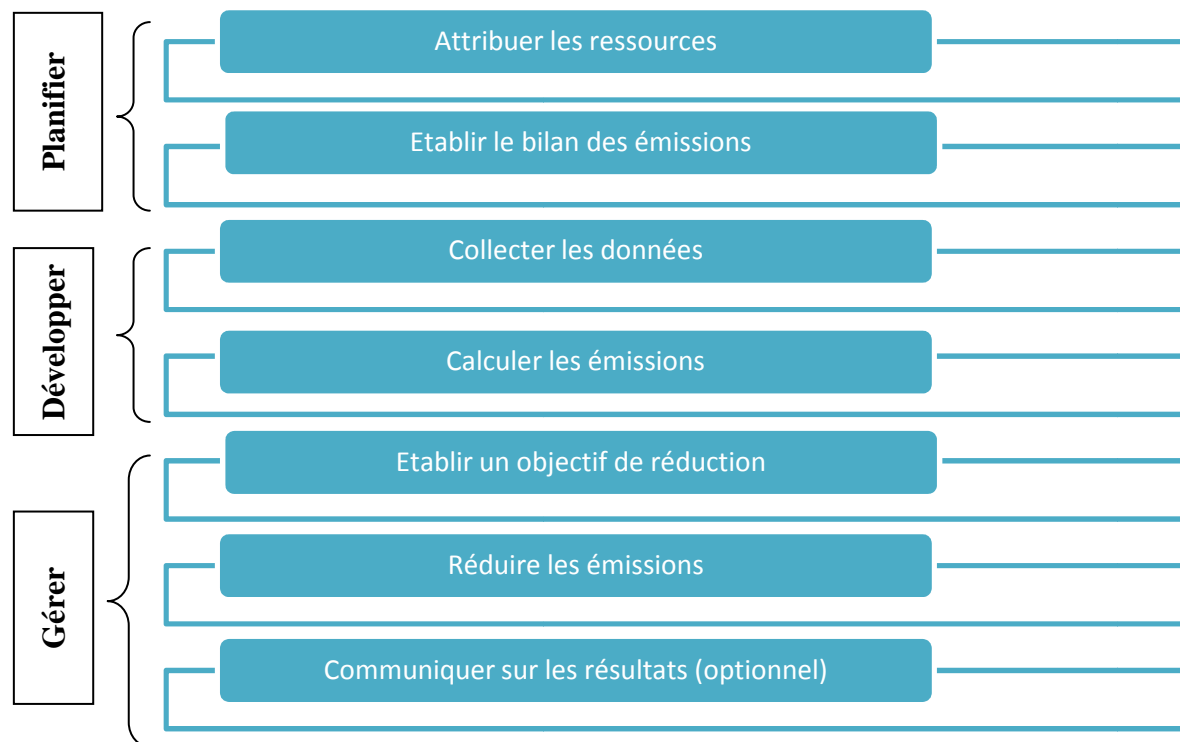 Planifier
Attribuer les ressources
Etablir le bilan des émissions
Développer
Collecter les données
Calculer les émissions
Gérer
Etablir un objectif de réduction
Réduire les émissions
Communiquer sur les résultats (optionnel)